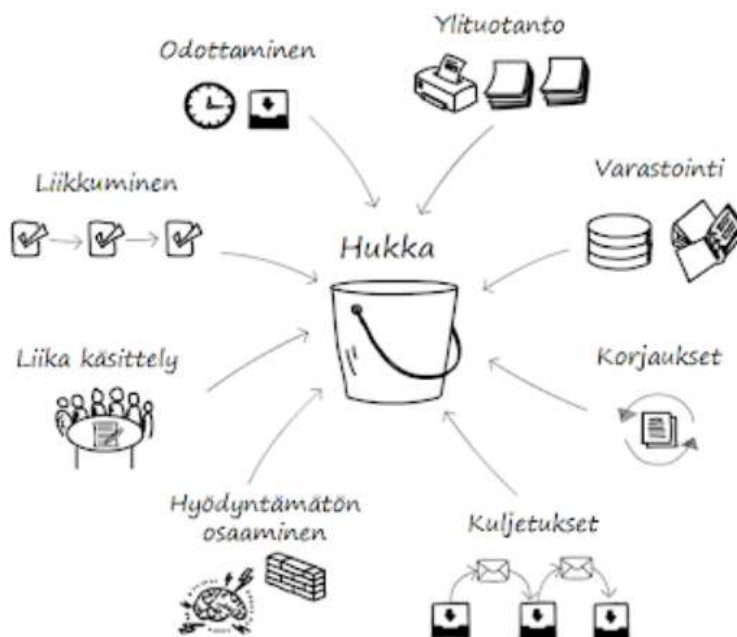 Odottaminen
Ylituotanto
Liikkuminen
Varastointi
Hukka
Liika käsittely
Korjaukset
Hyödyntämätön
osaaminen
Kuljetukset